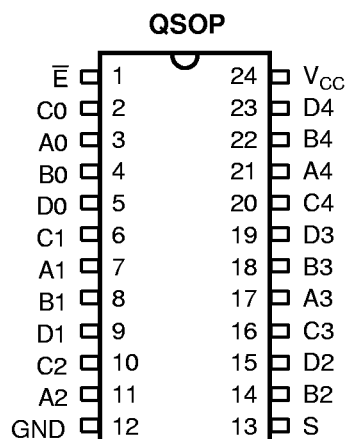 QSOP
E̅ 1 24 VCC
C0 2 23 D4
A0 3 22 B4
B0 4 21 A4
D0 5 20 C4
C1 6 19 D3
A1 7 18 B3
B1 8 17 A3
D1 9 16 C3
C2 10 15 D2
A2 11 14 B2
GND 12 13 S